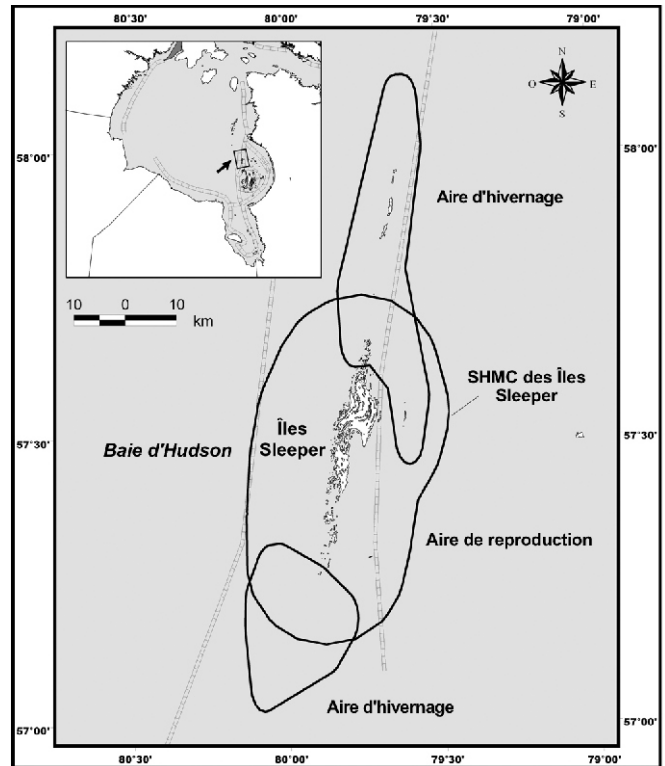 80°30'
80°00'
79°30'
79°00'
N
O
E
S
58°00'
58°00'
Aire d'hivernage
10 0 10
km
SHMC des Îles
Sleeper
Îles
Sleeper
Baie d'Hudson
57°30'
57°30'
Aire de reproduction
Aire d'hivernage
57°00'
57°00'
80°30'
80°00'
79°30'
79°00'